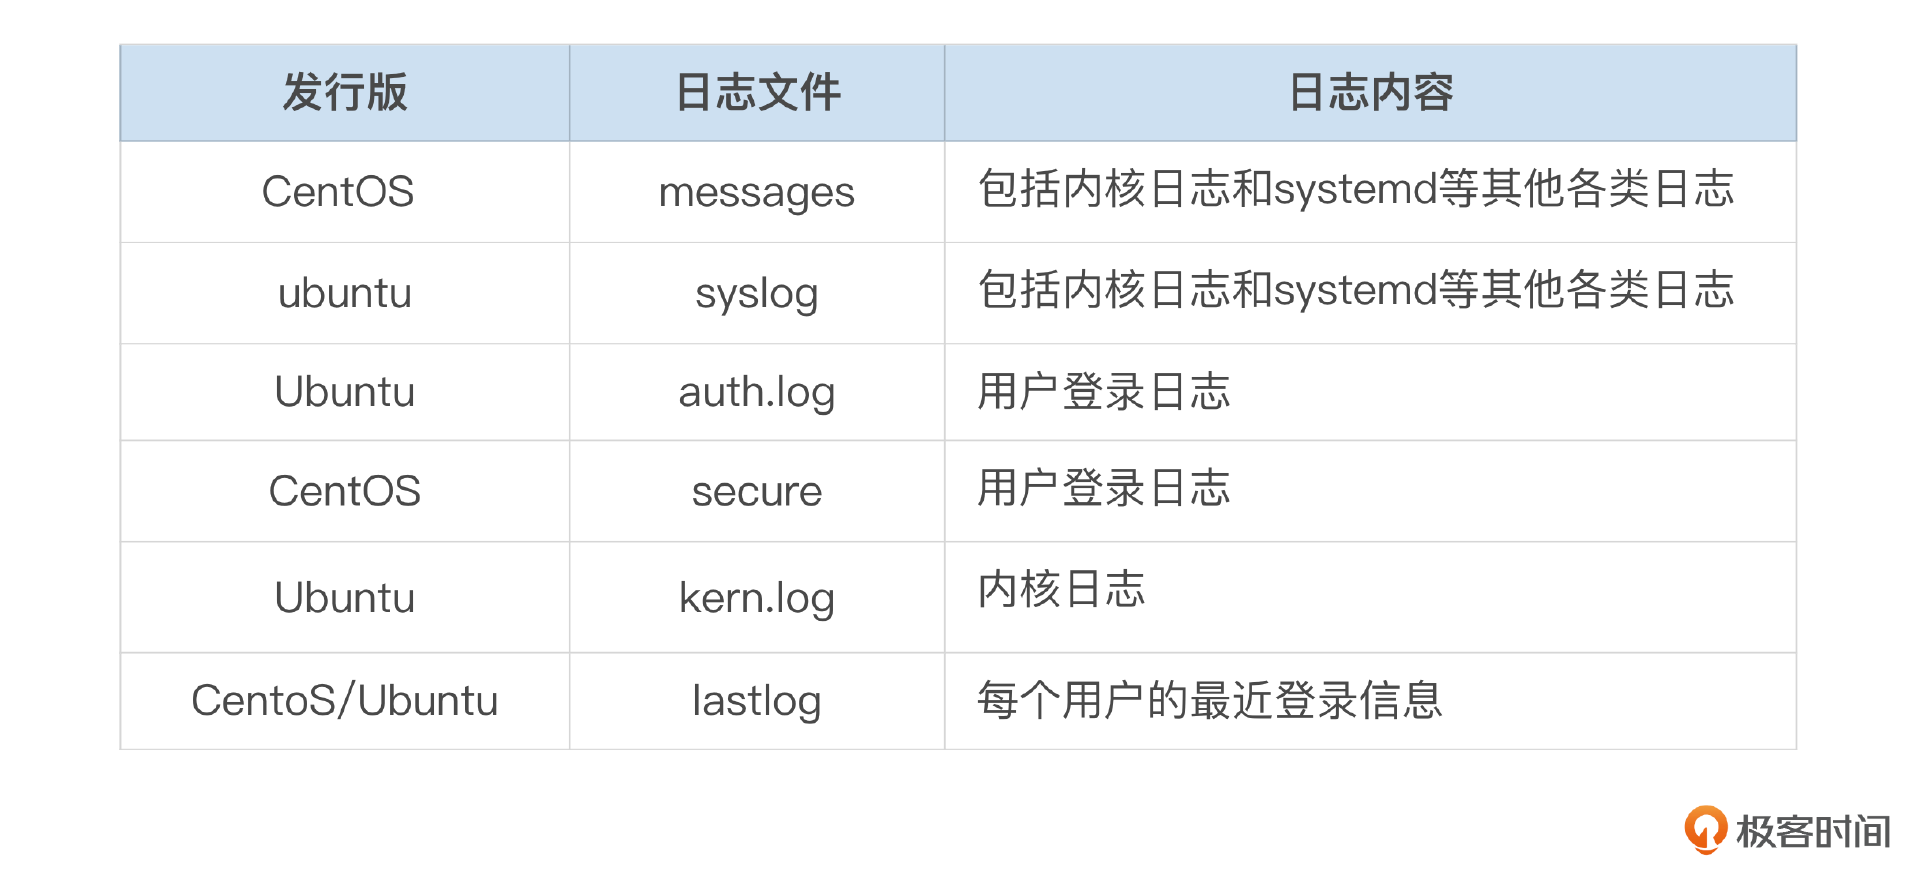 发行版 日志文件 日志内容
CentOS messages 包括内核日志和systemd等其他各类日志
ubuntu syslog 包括内核日志和systemd等其他各类日志
Ubuntu auth.log 用户登录日志
CentOS secure 用户登录日志
Ubuntu kern.log 内核日志
CentoS/Ubuntu lastlog 每个用户的最近登录信息
极客时间